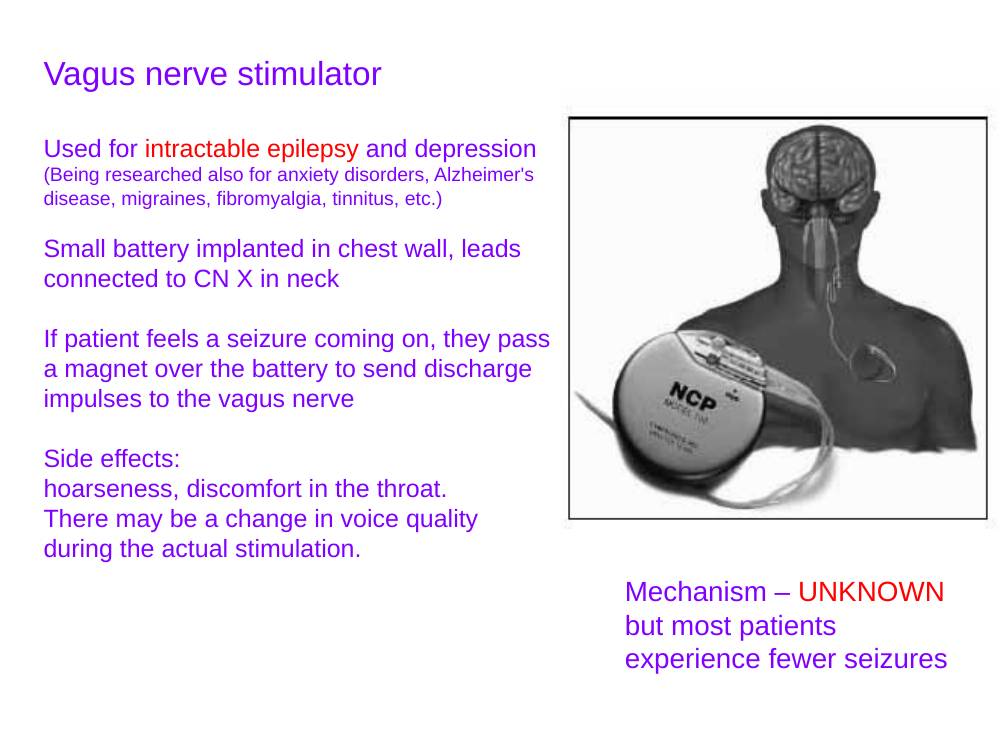 Vagus nerve stimulator
Used for intractable epilepsy and depression
(Being researched also for anxiety disorders, Alzheimer's
disease, migraines, fibromyalgia, tinnitus, etc.)
Small battery implanted in chest wall, leads
connected to CN X in neck
If patient feels a seizure coming on, they pass
a magnet over the battery to send discharge
impulses to the vagus nerve
Side effects:
hoarseness, discomfort in the throat.
There may be a change in voice quality
during the actual stimulation.
NCP
MODEL 100
Mechanism – UNKNOWN
but most patients
experience fewer seizures